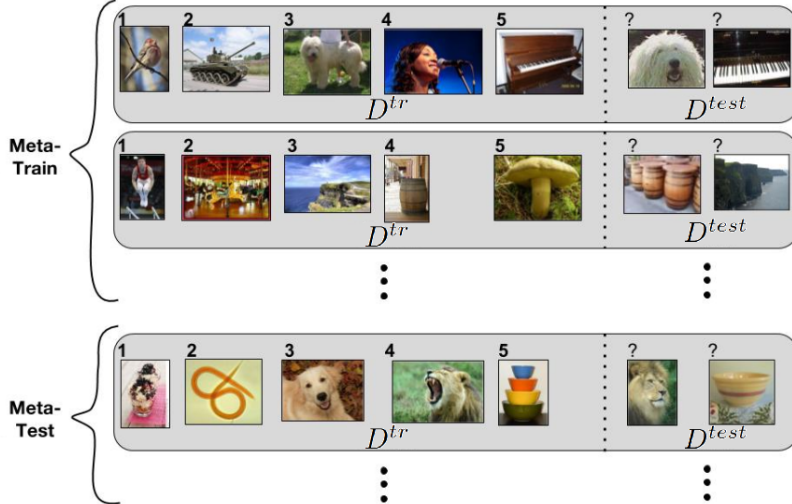 1 2 3 4 5 ? ?
D^{tr} D^{test}
Meta-
Train
1 2 3 4 5 ? ?
D^{tr} D^{test}
1 2 3 4 5 ? ?
Meta-
Test
D^{tr} D^{test}